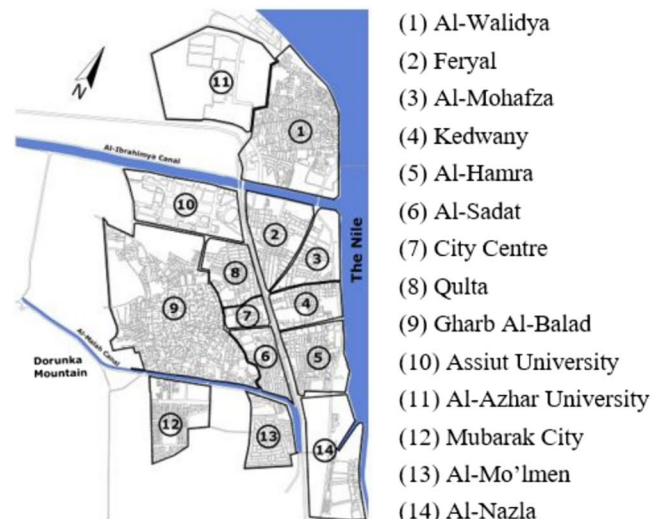 (1) Al-Walidya
(2) Feryal
(3) Al-Mohafza
(4) Kedwany
(5) Al-Hamra
(6) Al-Sadat
(7) City Centre
(8) Qulta
(9) Gharb Al-Balad
(10) Assiut University
(11) Al-Azhar University
(12) Mubarak City
(13) Al-Mo’lmen
(14) Al-Nazla
N
11
1
Al-Ibrahimya Canal
10
2
The Nile
3
8
9
7
4
Al-Malah Canal
6
5
Dorunka
Mountain
12
13
14